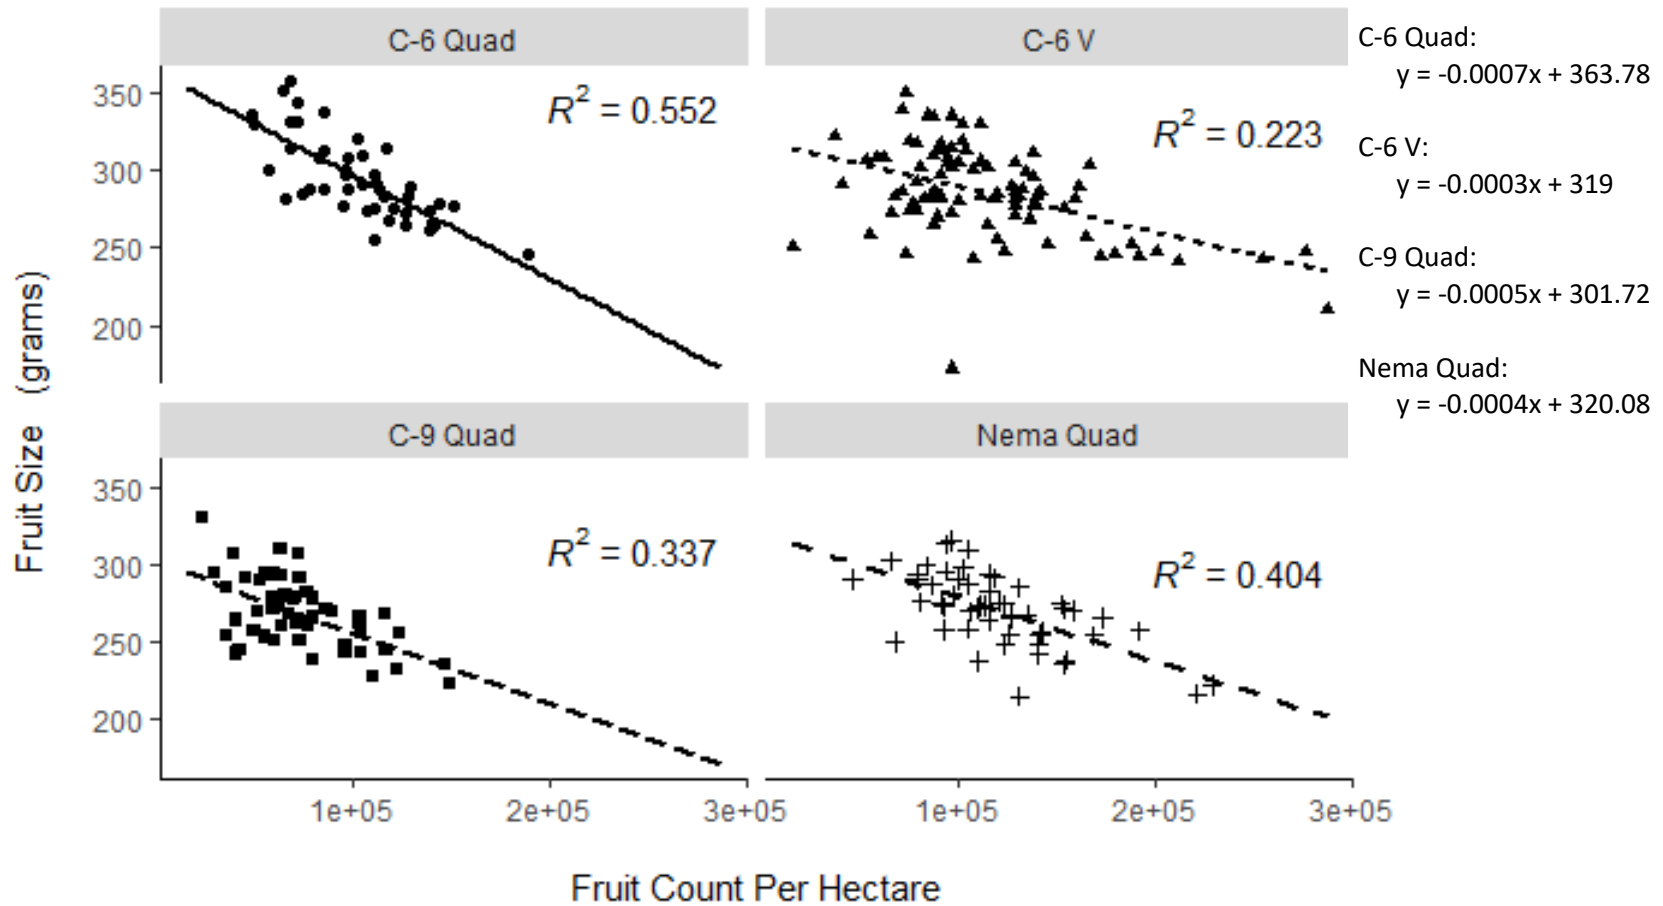 C-6 Quad
C-6 V
350
300
250
200
R² = 0.552
R² = 0.223
C-6 Quad:
y = -0.0007x + 363.78
C-6 V:
y = -0.0003x + 319
C-9 Quad:
y = -0.0005x + 301.72
Nema Quad:
y = -0.0004x + 320.08
Fruit Size (grams)
C-9 Quad
Nema Quad
350
300
250
200
R² = 0.337
R² = 0.404
1e+05
2e+05
3e+05
1e+05
2e+05
3e+05
Fruit Count Per Hectare